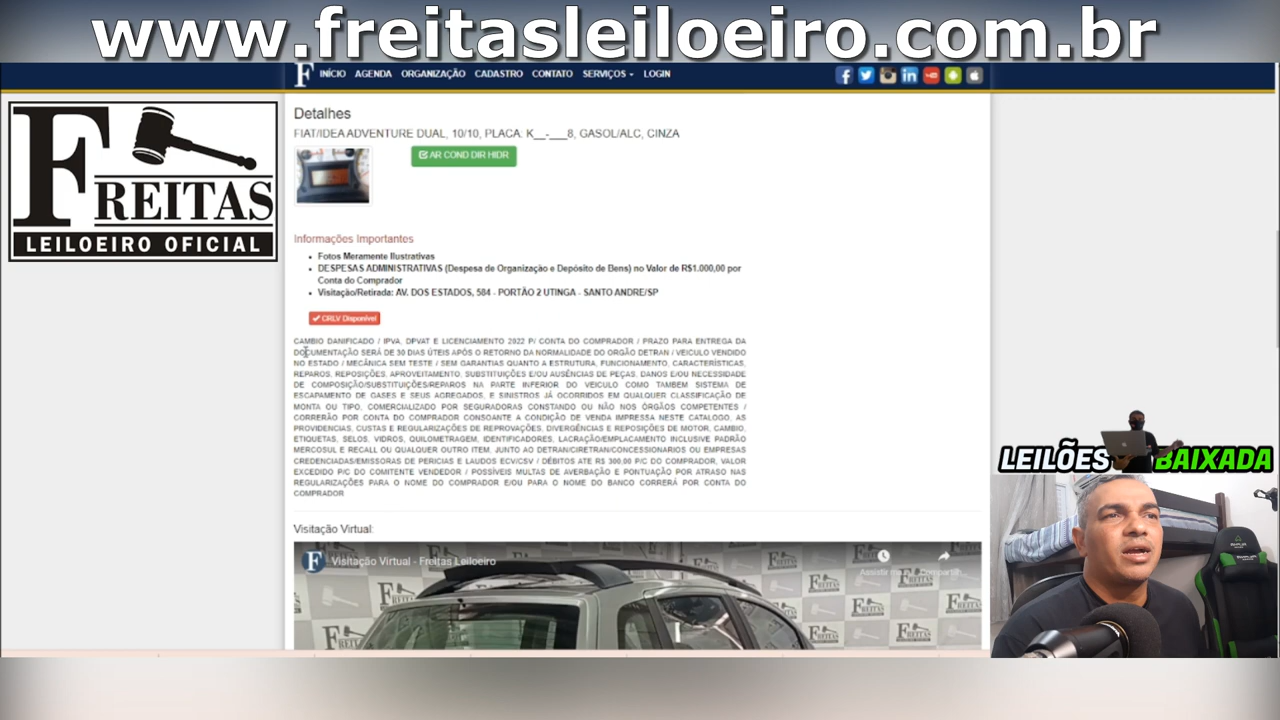 www.freitasleiloeiro.com.br
F INÍCIO AGENDA ORGANIZAÇÃO CADASTRO CONTATO SERVIÇOS LOGIN
FREITAS
LEILOEIRO OFICIAL
Detalhes
FIAT/IDEA ADVENTURE DUAL, 10/10, PLACA: K__-___8, GASOL/ALC, CINZA
AR COND DIR HIDR
Informações Importantes
Fotos Meramente Ilustrativas
DESPESAS ADMINISTRATIVAS (Despesa de Organização e Depósito de Bens) no Valor de R$1.000,00 por
Conta do Comprador
Visitação/Retirada: AV. DOS ESTADOS, 584 - PORTÃO 2 UTINGA - SANTO ANDRE/SP
CRLV Disponível
CAMBIO DANIFICADO / IPVA, DPVAT E LICENCIAMENTO 2022 P/ CONTA DO COMPRADOR / PRAZO PARA ENTREGA DA
DOCUMENTAÇÃO SERÁ DE 30 DIAS ÚTEIS APÓS O RETORNO DA NORMALIDADE DO ORGÃO DETRAN / VEICULO VENDIDO
NO ESTADO / MECÂNICA SEM TESTE / SEM GARANTIAS QUANTO A ESTRUTURA, FUNCIONAMENTO, CARACTERÍSTICAS,
REPAROS, REPOSIÇÕES, APROVEITAMENTO, SUBSTITUIÇÕES E/OU AUSÊNCIAS DE PEÇAS, DANOS E/OU NECESSIDADE
DE COMPOSIÇÃO/SUBSTITUIÇÕES/REPAROS NA PARTE INFERIOR DO VEICULO COMO TAMBEM SISTEMA DE
ESCAPAMENTO DE GASES E SEUS AGREGADOS, E SINISTROS JÁ OCORRIDOS EM QUALQUER CLASSIFICAÇÃO DE
MONTA OU TIPO, COMERCIALIZADO POR SEGURADORAS CONSTANDO OU NÃO NOS ÓRGÃOS COMPETENTES /
CORRERÃO POR CONTA DO COMPRADOR CONSOANTE A CONDIÇÃO DE VENDA IMPRESSA NESTE CATALOGO, AS
PROVIDENCIAS, CUSTAS E REGULARIZAÇÕES DE REPROVAÇÕES, DIVERGÊNCIAS E REPOSIÇÕES DE MOTOR, CAMBIO,
ETIQUETAS, SELOS, VIDROS, QUILOMETRAGEM, IDENTIFICADORES, LACRAÇÃO/EMPLACAMENTO INCLUSIVE PADRÃO
MERCOSUL E RECALL OU QUALQUER OUTRO ITEM, JUNTO AO DETRAN/CIRETRAN/CONCESSIONARIOS OU EMPRESAS
CREDENCIADAS/EMISSORAS DE PERICIAS E LAUDOS ECV/CSV / DÉBITOS ATE R$ 300,00 P/C DO COMPRADOR, VALOR
EXCEDIDO P/C DO COMITENTE VENDEDOR / POSSÍVEIS MULTAS DE AVERBAÇÃO E PONTUAÇÃO POR ATRASO NAS
REGULARIZAÇÕES PARA O NOME DO COMPRADOR E/OU PARA O NOME DO BANCO CORRERÁ POR CONTA DO
COMPRADOR
LEILÕES BAIXADA
Visitação Virtual:
F Visitação Virtual - Freitas Leiloeiro